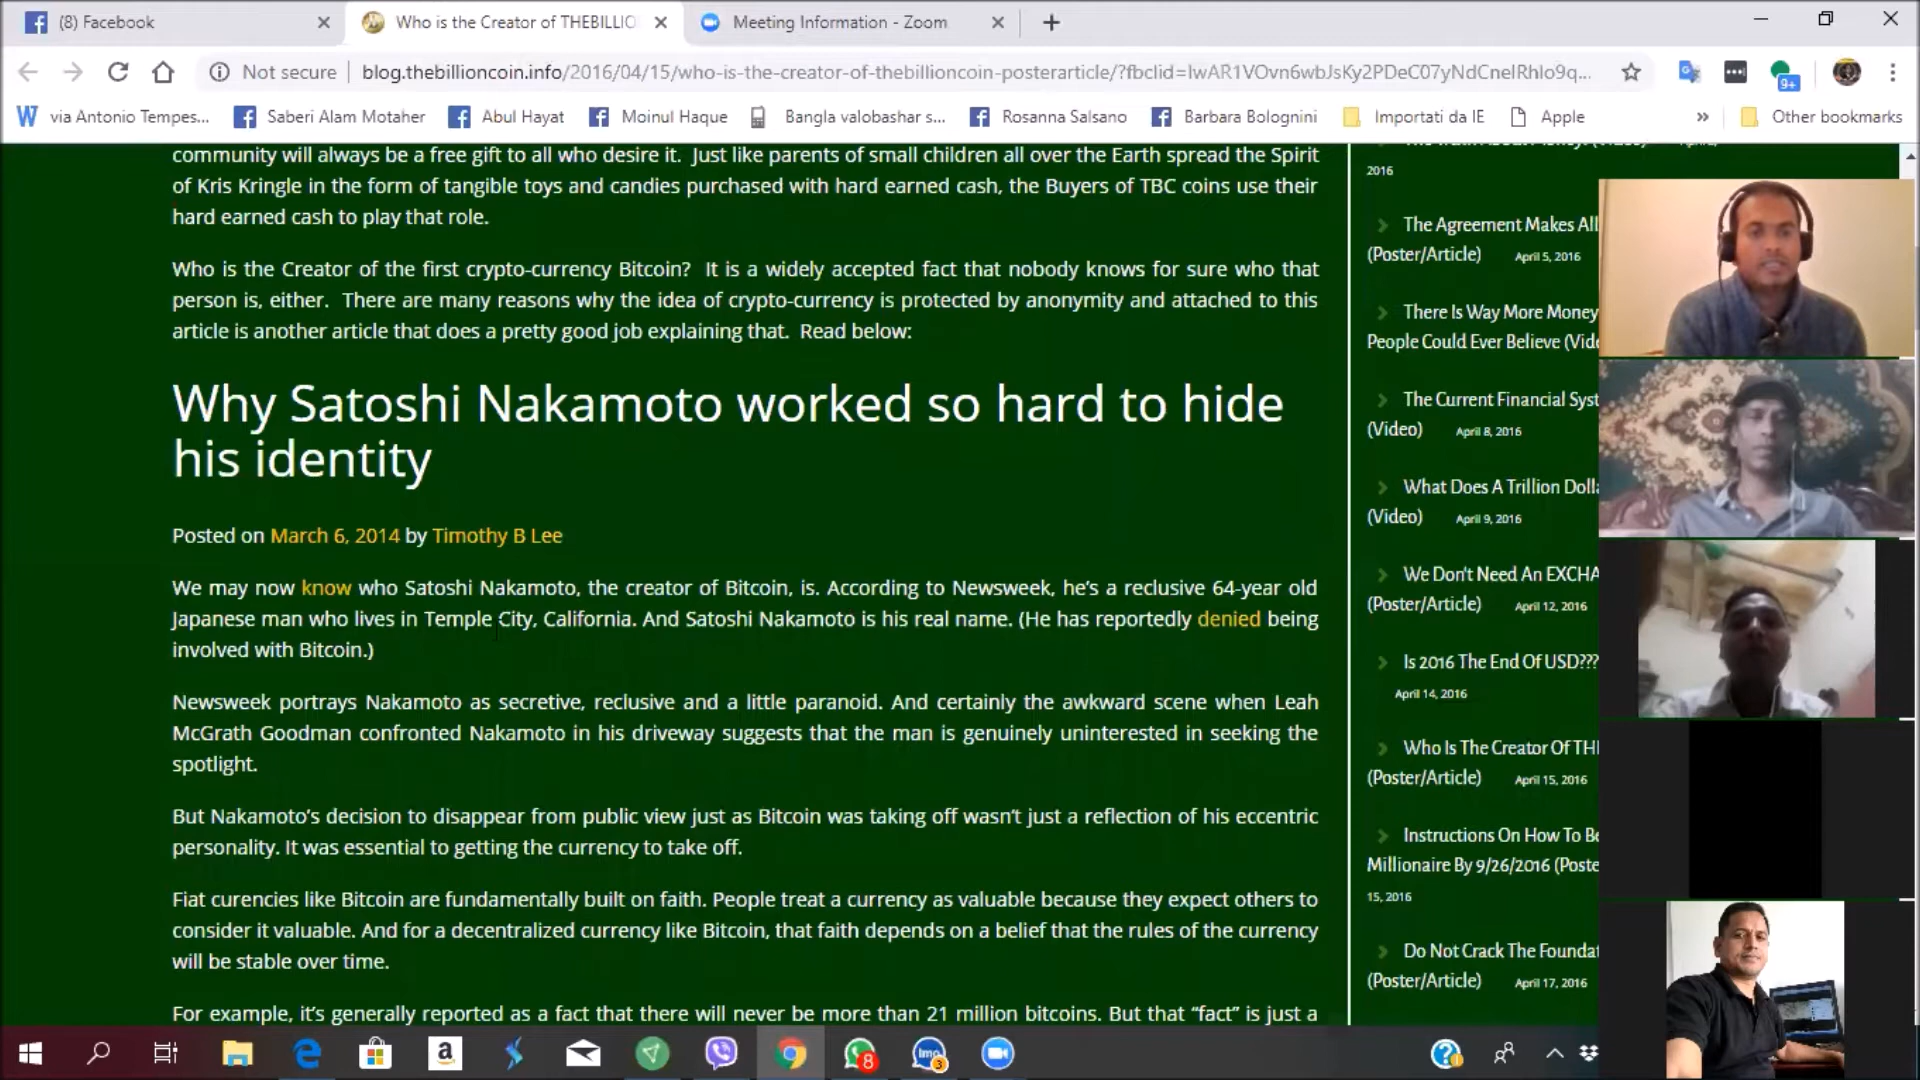 (8) Facebook
Who is the Creator of THEBILLIO
Meeting Information - Zoom
Not secure
blog.thebillioncoin.info/2016/04/15/who-is-the-creator-of-thebillioncoin-posterarticle/?fbclid=IwAR1VOvn6wbJsKy2PDeC07yNdCnelRhIo9q...
9+
via Antonio Tempes...
Saberi Alam Motaher
Abul Hayat
Moinul Haque
Bangla valobashar s...
Rosanna Salsano
Barbara Bolognini
Importati da IE
Apple
»
Other bookmarks
community will always be a free gift to all who desire it. Just like parents of small children all over the Earth spread the Spirit
of Kris Kringle in the form of tangible toys and candies purchased with hard earned cash, the Buyers of TBC coins use their
hard earned cash to play that role.
Who is the Creator of the first crypto-currency Bitcoin? It is a widely accepted fact that nobody knows for sure who that
person is, either. There are many reasons why the idea of crypto-currency is protected by anonymity and attached to this
article is another article that does a pretty good job explaining that. Read below:
Why Satoshi Nakamoto worked so hard to hide
his identity
Posted on March 6, 2014 by Timothy B Lee
We may now know who Satoshi Nakamoto, the creator of Bitcoin, is. According to Newsweek, he's a reclusive 64-year old
Japanese man who lives in Temple City, California. And Satoshi Nakamoto is his real name. (He has reportedly denied being
involved with Bitcoin.)
Newsweek portrays Nakamoto as secretive, reclusive and a little paranoid. And certainly the awkward scene when Leah
McGrath Goodman confronted Nakamoto in his driveway suggests that the man is genuinely uninterested in seeking the
spotlight.
But Nakamoto's decision to disappear from public view just as Bitcoin was taking off wasn't just a reflection of his eccentric
personality. It was essential to getting the currency to take off.
Fiat curencies like Bitcoin are fundamentally built on faith. People treat a currency as valuable because they expect others to
consider it valuable. And for a decentralized currency like Bitcoin, that faith depends on a belief that the rules of the currency
will be stable over time.
For example, it's generally reported as a fact that there will never be more than 21 million bitcoins. But that “fact” is just a
2016
The Agreement Makes All
(Poster/Article) April 5, 2016
There Is Way More Money
People Could Ever Believe (Vide
The Current Financial Syst
(Video) April 8, 2016
What Does A Trillion Dolla
(Video) April 9, 2016
We Don't Need An EXCHA
(Poster/Article) April 12, 2016
Is 2016 The End Of USD???
April 14, 2016
Who Is The Creator Of TH
(Poster/Article) April 15, 2016
Instructions On How To Be
Millionaire By 9/26/2016 (Poste
15, 2016
Do Not Crack The Foundat
(Poster/Article) April 17, 2016
8
imo
3